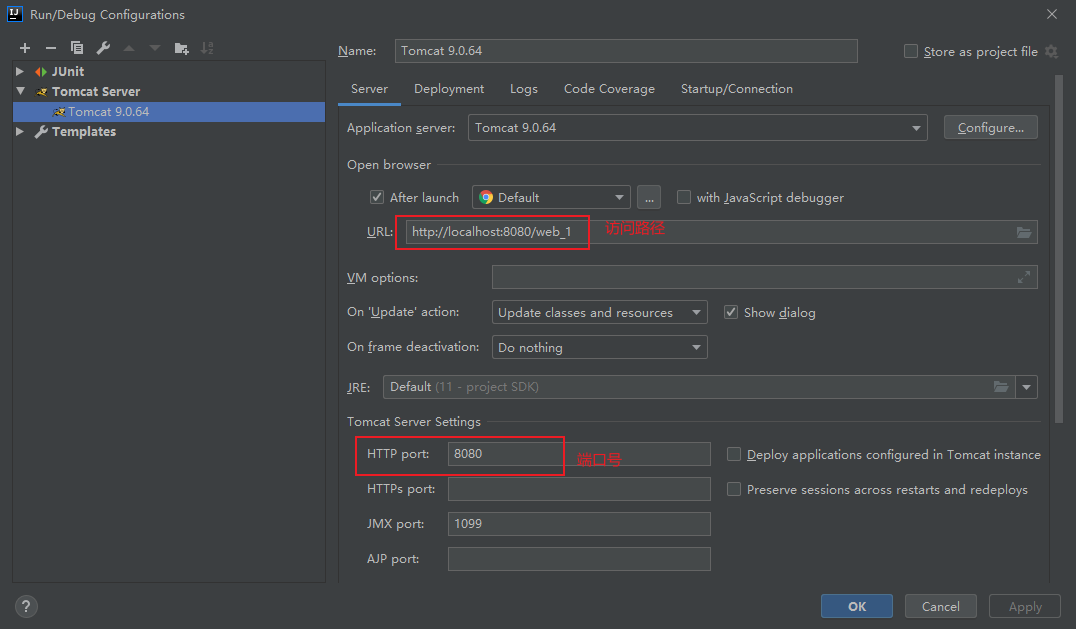 Run/Debug Configurations
Name: Tomcat 9.0.64 Store as project file
JUnit
Tomcat Server
Tomcat 9.0.64
Templates
Server Deployment Logs Code Coverage Startup/Connection
Application server: Tomcat 9.0.64 Configure...
Open browser
After launch Default ... with JavaScript debugger
URL: http://localhost:8080/web_1 访问路径
VM options:
On 'Update' action: Update classes and resources Show dialog
On frame deactivation: Do nothing
JRE: Default (11 - project SDK)
Tomcat Server Settings
HTTP port: 8080 端口号 Deploy applications configured in Tomcat instance
HTTPs port: Preserve sessions across restarts and redeploys
JMX port: 1099
AJP port:
? OK Cancel Apply